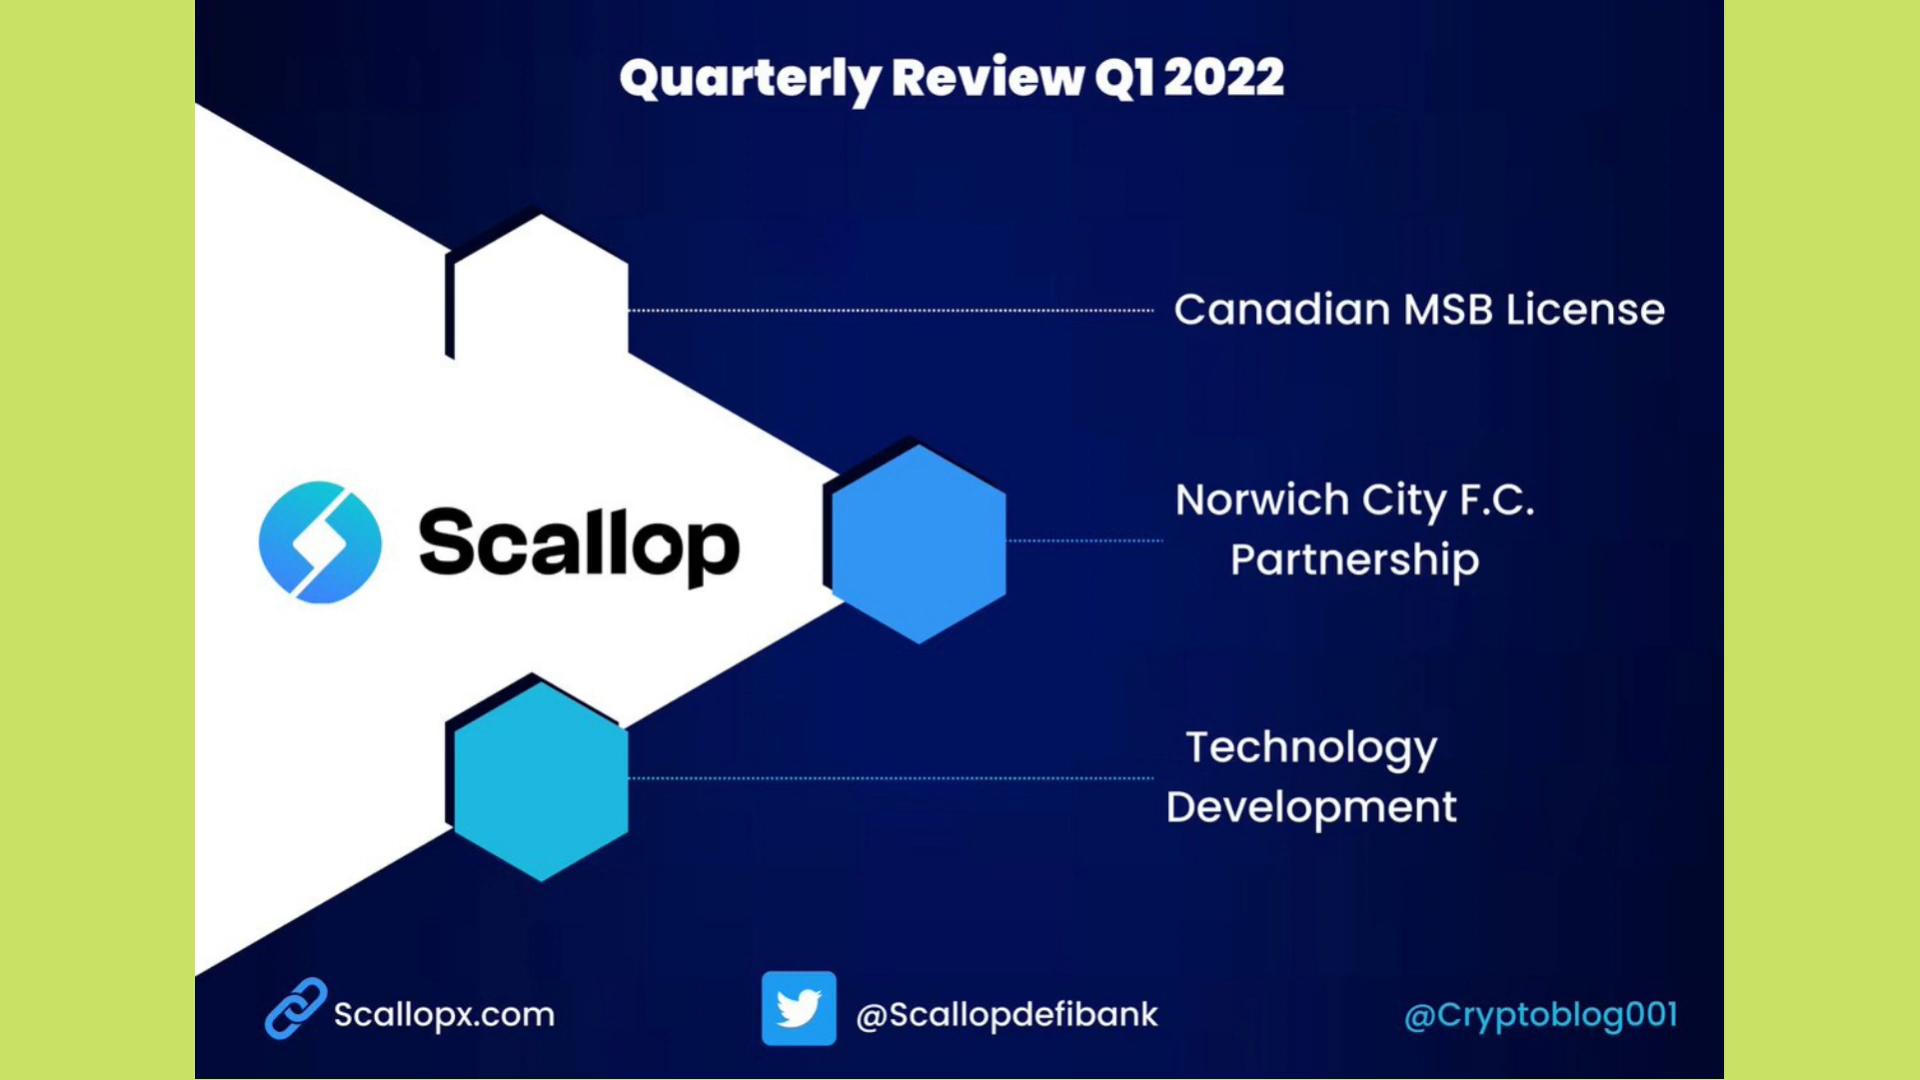 Quarterly Review Q1 2022
Canadian MSB License
Norwich City F.C.
Partnership
Scallop
Technology
Development
Scallopx.com
@Scallopdefibank
@Cryptoblog001